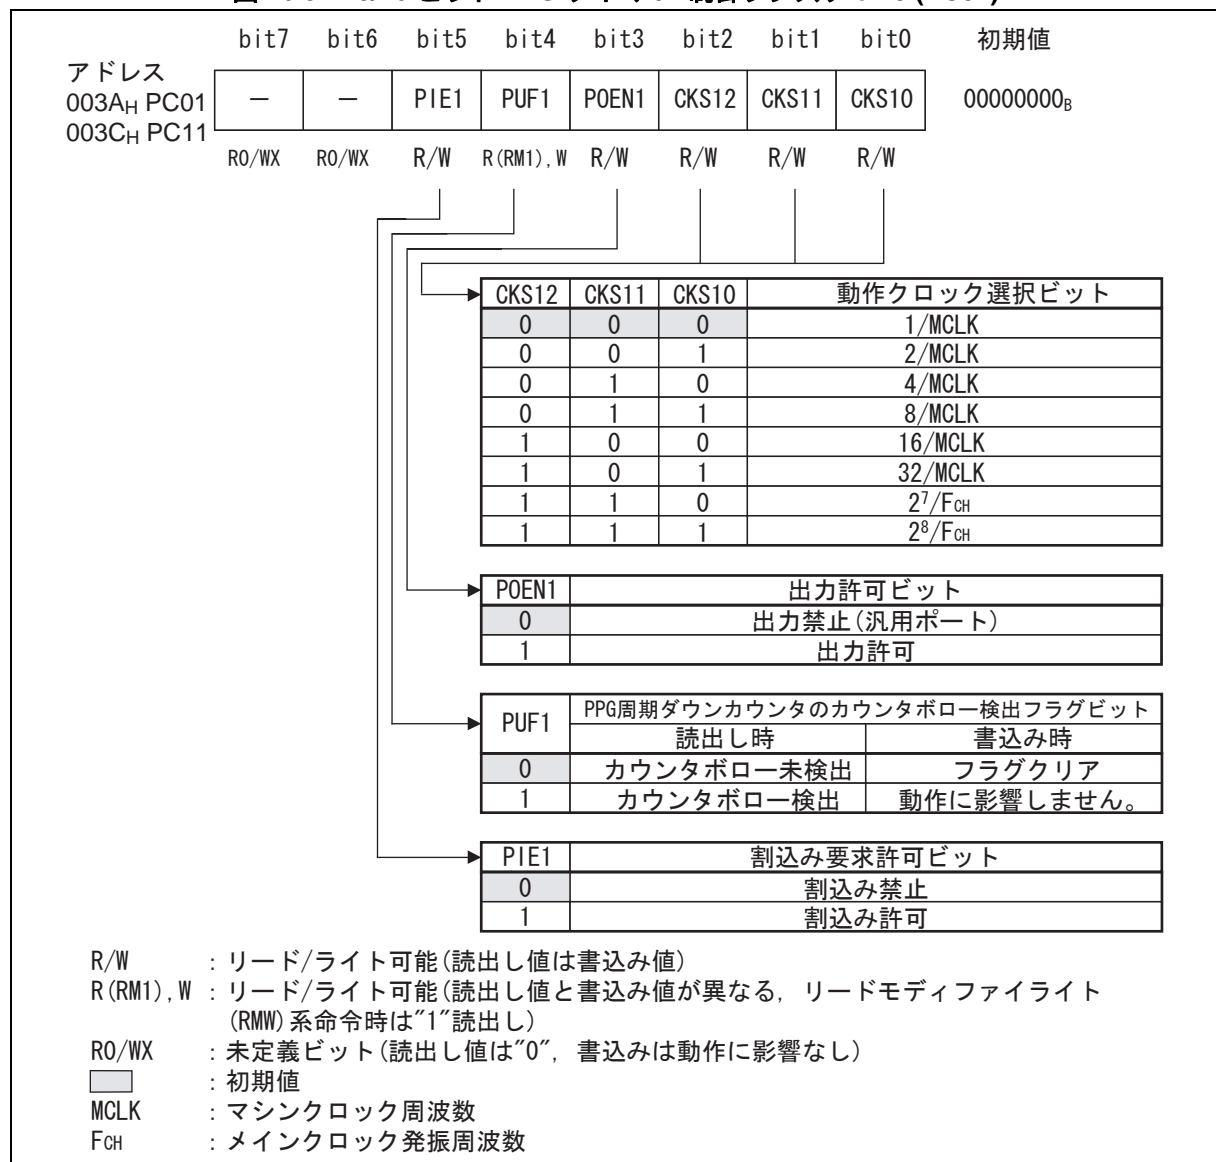 bit7 bit6 bit5 bit4 bit3 bit2 bit1 bit0 初期値
アドレス
003AH PC01 － － PIE1 PUF1 POEN1 CKS12 CKS11 CKS10 00000000B
003CH PC11
R0/WX R0/WX R/W R(RM1),W R/W R/W R/W R/W
CKS12 CKS11 CKS10 動作クロック選択ビット
0 0 0 1/MCLK
0 0 1 2/MCLK
0 1 0 4/MCLK
0 1 1 8/MCLK
1 0 0 16/MCLK
1 0 1 32/MCLK
1 1 0 2⁷/FCH
1 1 1 2⁸/FCH
POEN1 出力許可ビット
0 出力禁止(汎用ポート)
1 出力許可
PUF1 PPG周期ダウンカウンタのカウンタボロー検出フラグビット
読出し時 書込み時
0 カウンタボロー未検出 フラグクリア
1 カウンタボロー検出 動作に影響しません。
PIE1 割込み要求許可ビット
0 割込み禁止
1 割込み許可
R/W : リード/ライト可能(読出し値は書込み値)
R(RM1),W : リード/ライト可能(読出し値と書込み値が異なる, リードモディファイライト
(RMW)系命令時は"1"読出し)
R0/WX : 未定義ビット(読出し値は"0", 書込みは動作に影響なし)
: 初期値
MCLK : マシンクロック周波数
FCH : メインクロック発振周波数